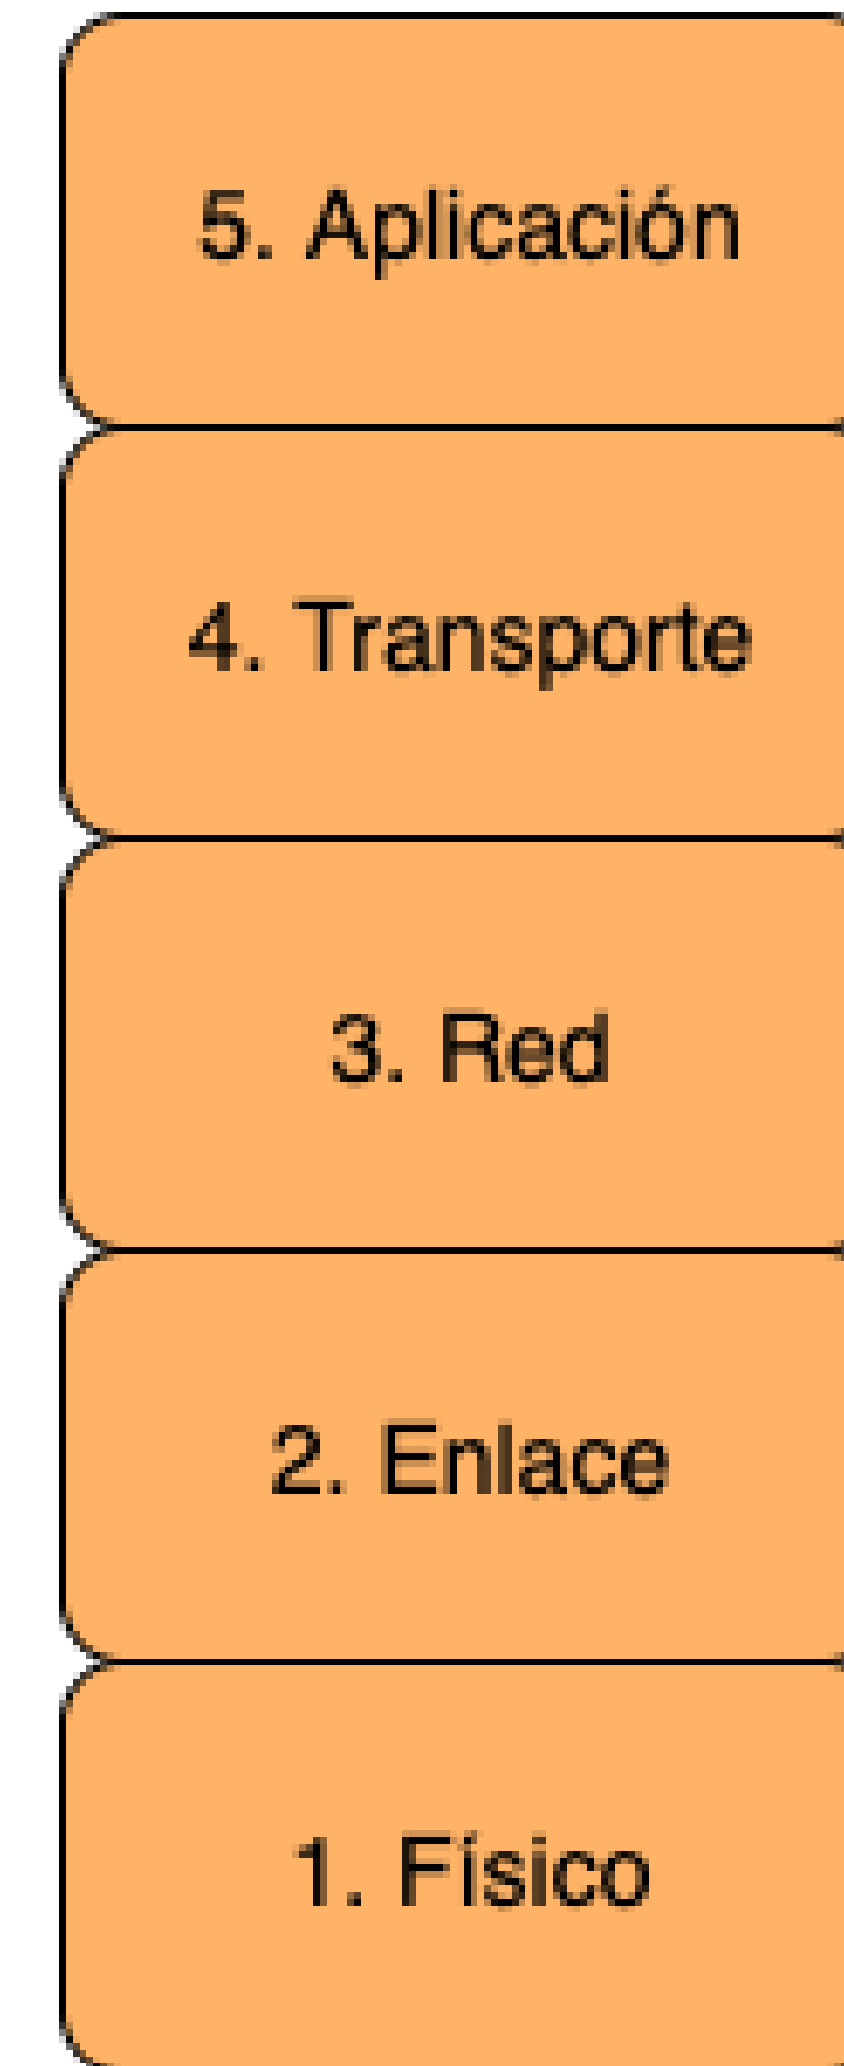 5. Aplicación
4. Transporte
3. Red
2. Enlace
1. Físico